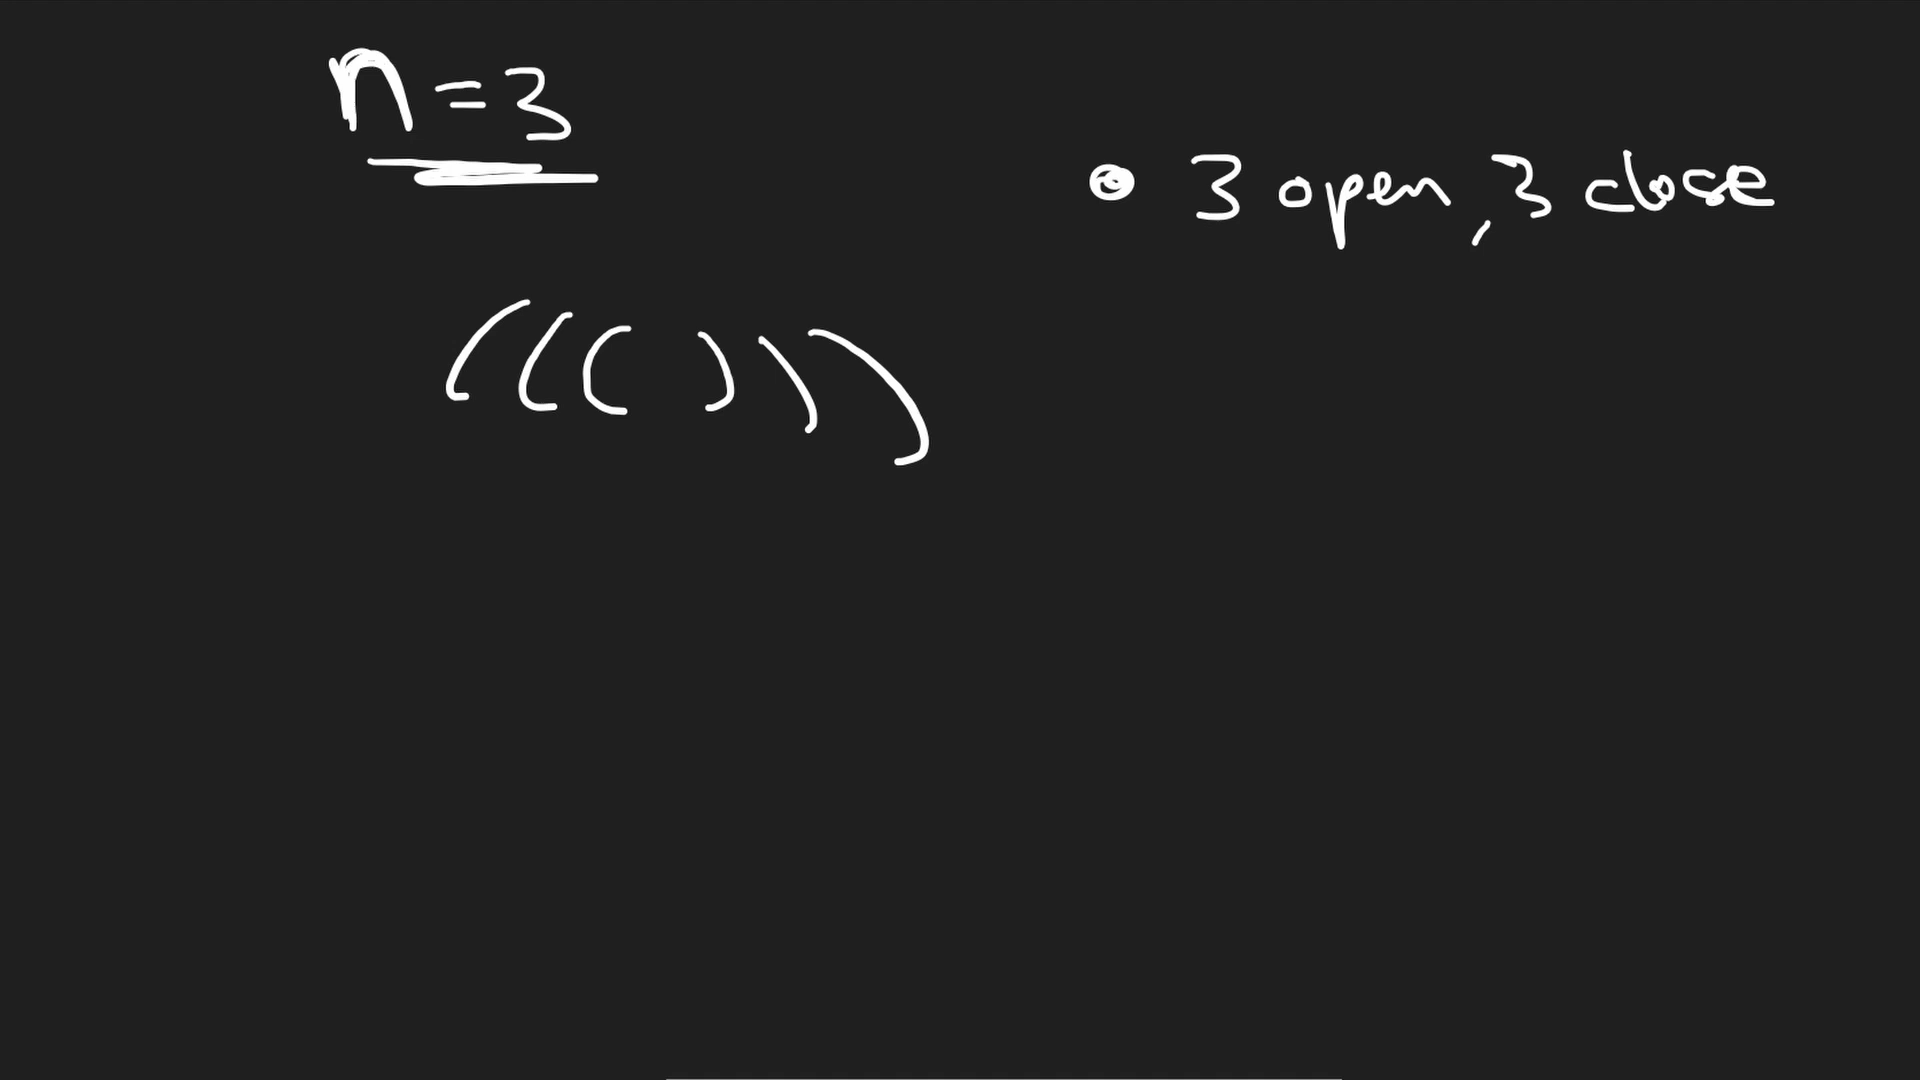 n=3
• 3 open, 3 close
((( )))